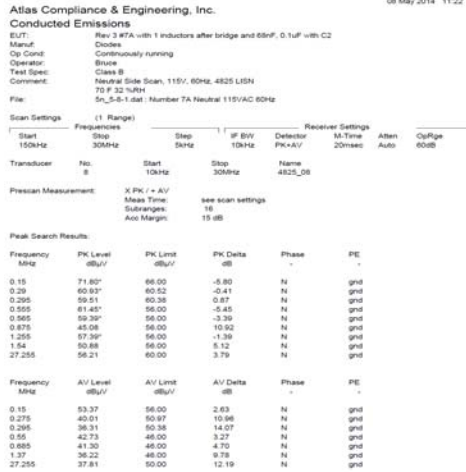 08 May 2014 11:22
Atlas Compliance & Engineering, Inc.
Conducted Emissions
EUT: Rev 3 #7A with 1 inductors after bridge and 68nF, 0.1uF with C2
Manuf: Diodes
Op Cond: Continuously running
Operator: Bruce
Test Spec: Class B
Comment: Neutral Side Scan, 115V, 60Hz, 4825 LISN
70 F 32 %RH
File: 5n_5-8-1.dat : Number 7A Neutral 115VAC 60Hz
Scan Settings (1 Range)
Frequencies Receiver Settings
Start Stop Step IF BW Detector M-Time Atten OpRge
150kHz 30MHz 5kHz 10kHz PK+AV 20msec Auto 60dB
Transducer No. Start Stop Name
8 10kHz 30MHz 4825_08
Prescan Measurement: X PK / + AV
Meas Time: see scan settings
Subranges: 16
Acc Margin: 15 dB
Peak Search Results:
Frequency PK Level PK Limit PK Delta Phase PE
MHz dBµV dBµV dB - -
0.15 71.80* 66.00 -5.80 N gnd
0.29 60.93* 60.52 -0.41 N gnd
0.295 59.51 60.38 0.87 N gnd
0.555 61.45* 56.00 -5.45 N gnd
0.565 59.39* 56.00 -3.39 N gnd
0.875 45.08 56.00 10.92 N gnd
1.255 57.39* 56.00 -1.39 N gnd
1.54 50.88 56.00 5.12 N gnd
27.255 56.21 60.00 3.79 N gnd
Frequency AV Level AV Limit AV Delta Phase PE
MHz dBµV dBµV dB - -
0.15 53.37 56.00 2.63 N gnd
0.275 40.01 50.97 10.96 N gnd
0.295 36.31 50.38 14.07 N gnd
0.55 42.73 46.00 3.27 N gnd
0.685 41.30 46.00 4.70 N gnd
1.37 36.22 46.00 9.78 N gnd
27.255 37.81 50.00 12.19 N gnd